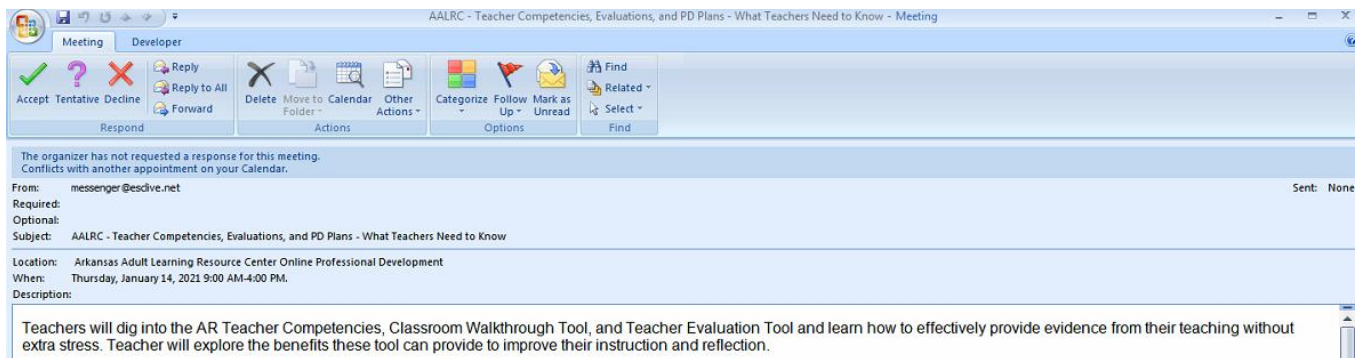 AALRC - Teacher Competencies, Evaluations, and PD Plans - What Teachers Need to Know - Meeting
Meeting Developer
Accept Tentative Decline
Reply
Reply to All
Forward
Respond
Delete Move to Folder Calendar Other Actions
Actions
Categorize Follow Up Mark as Unread
Options
Find
Related
Select
Find
The organizer has not requested a response for this meeting.
Conflicts with another appointment on your Calendar.
From: messenger@esclive.net Sent: None
Required:
Optional:
Subject: AALRC - Teacher Competencies, Evaluations, and PD Plans - What Teachers Need to Know
Location: Arkansas Adult Learning Resource Center Online Professional Development
When: Thursday, January 14, 2021 9:00 AM-4:00 PM.
Description:
Teachers will dig into the AR Teacher Competencies, Classroom Walkthrough Tool, and Teacher Evaluation Tool and learn how to effectively provide evidence from their teaching without
extra stress. Teacher will explore the benefits these tool can provide to improve their instruction and reflection.